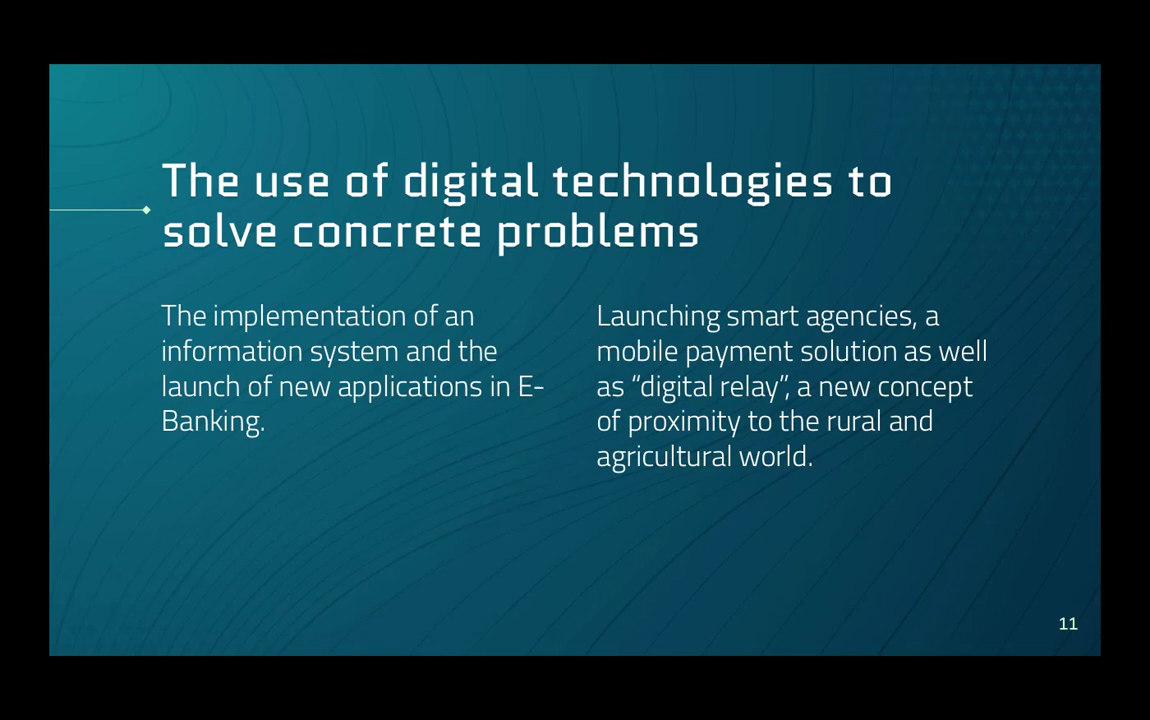 The use of digital technologies to
solve concrete problems
The implementation of an
information system and the
launch of new applications in E-
Banking.
Launching smart agencies, a
mobile payment solution as well
as “digital relay”, a new concept
of proximity to the rural and
agricultural world.
11